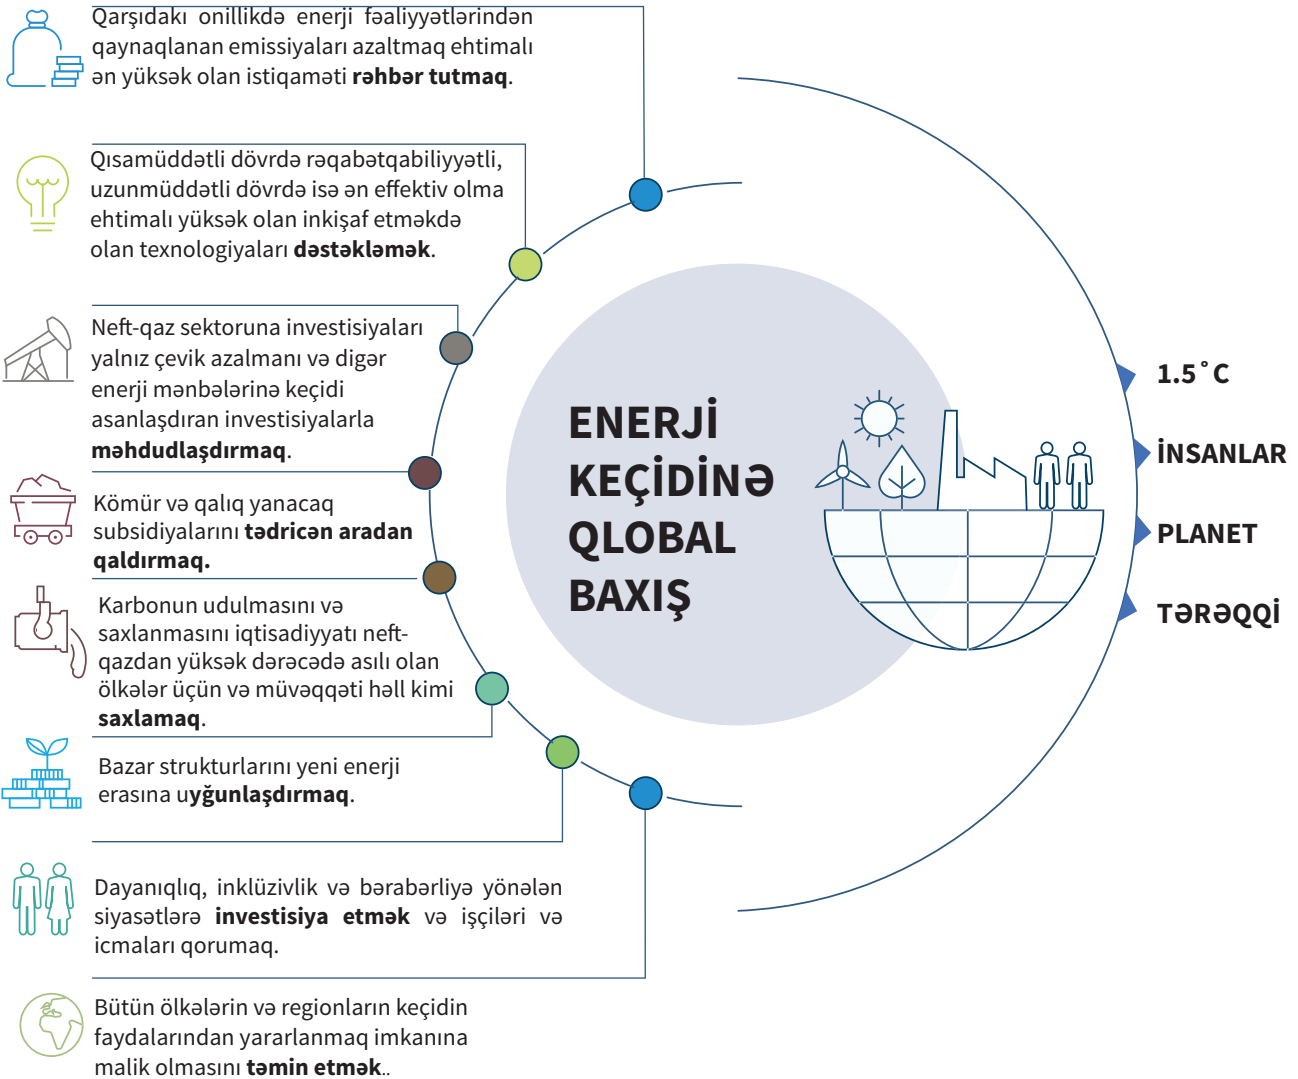 Qarşıdakı onillikdə enerji fəaliyyətlərindən
qaynaqlanan emissiyaları azaltmaq ehtimalı
ən yüksək olan istiqaməti rəhbər tutmaq.
Qısamüddətli dövrdə rəqabətqabiliyyətli,
uzunmüddətli dövrdə isə ən effektiv olma
ehtimalı yüksək olan inkişaf etməkdə
olan texnologiyaları dəstəkləmək.
Neft-qaz sektoruna investisiyaları
yalnız çevik azalmanı və digər
enerji mənbələrinə keçidi
asanlaşdıran investisiyalarla
məhdudlaşdırmaq.
Kömür və qalıq yanacaq
subsidiyalarını tədricən aradan
qaldırmaq.
Karbonun udulmasını və
saxlanmasını iqtisadiyyatı neft-
qazdan yüksək dərəcədə asılı olan
ölkələr üçün və müvəqqəti həll kimi
saxlamaq.
Bazar strukturlarını yeni enerji
erasına uyğunlaşdırmaq.
Dayanıqlıq, inklüzivlik və bərabərliyə yönələn
siyasətlərə investisiya etmək və işçiləri və
icmaları qorumaq.
Bütün ölkələrin və regionların keçidin
faydalarından yararlanmaq imkanına
malik olmasını təmin etmək..
ENERJİ
KEÇİDİNƏ
QLOBAL
BAXIŞ
1.5˚C
İNSANLAR
PLANET
TƏRƏQQİ